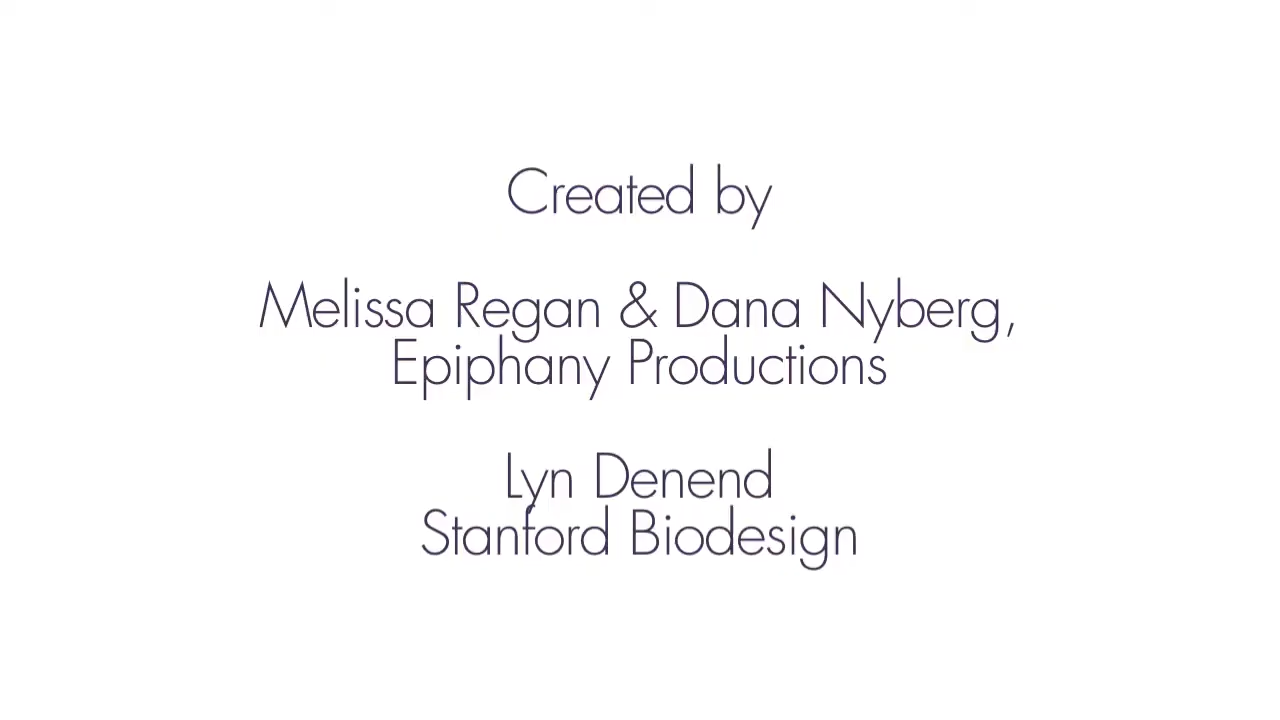 Created by
Melissa Regan & Dana Nyberg,
Epiphany Productions
Lyn Denend
Stanford Biodesign